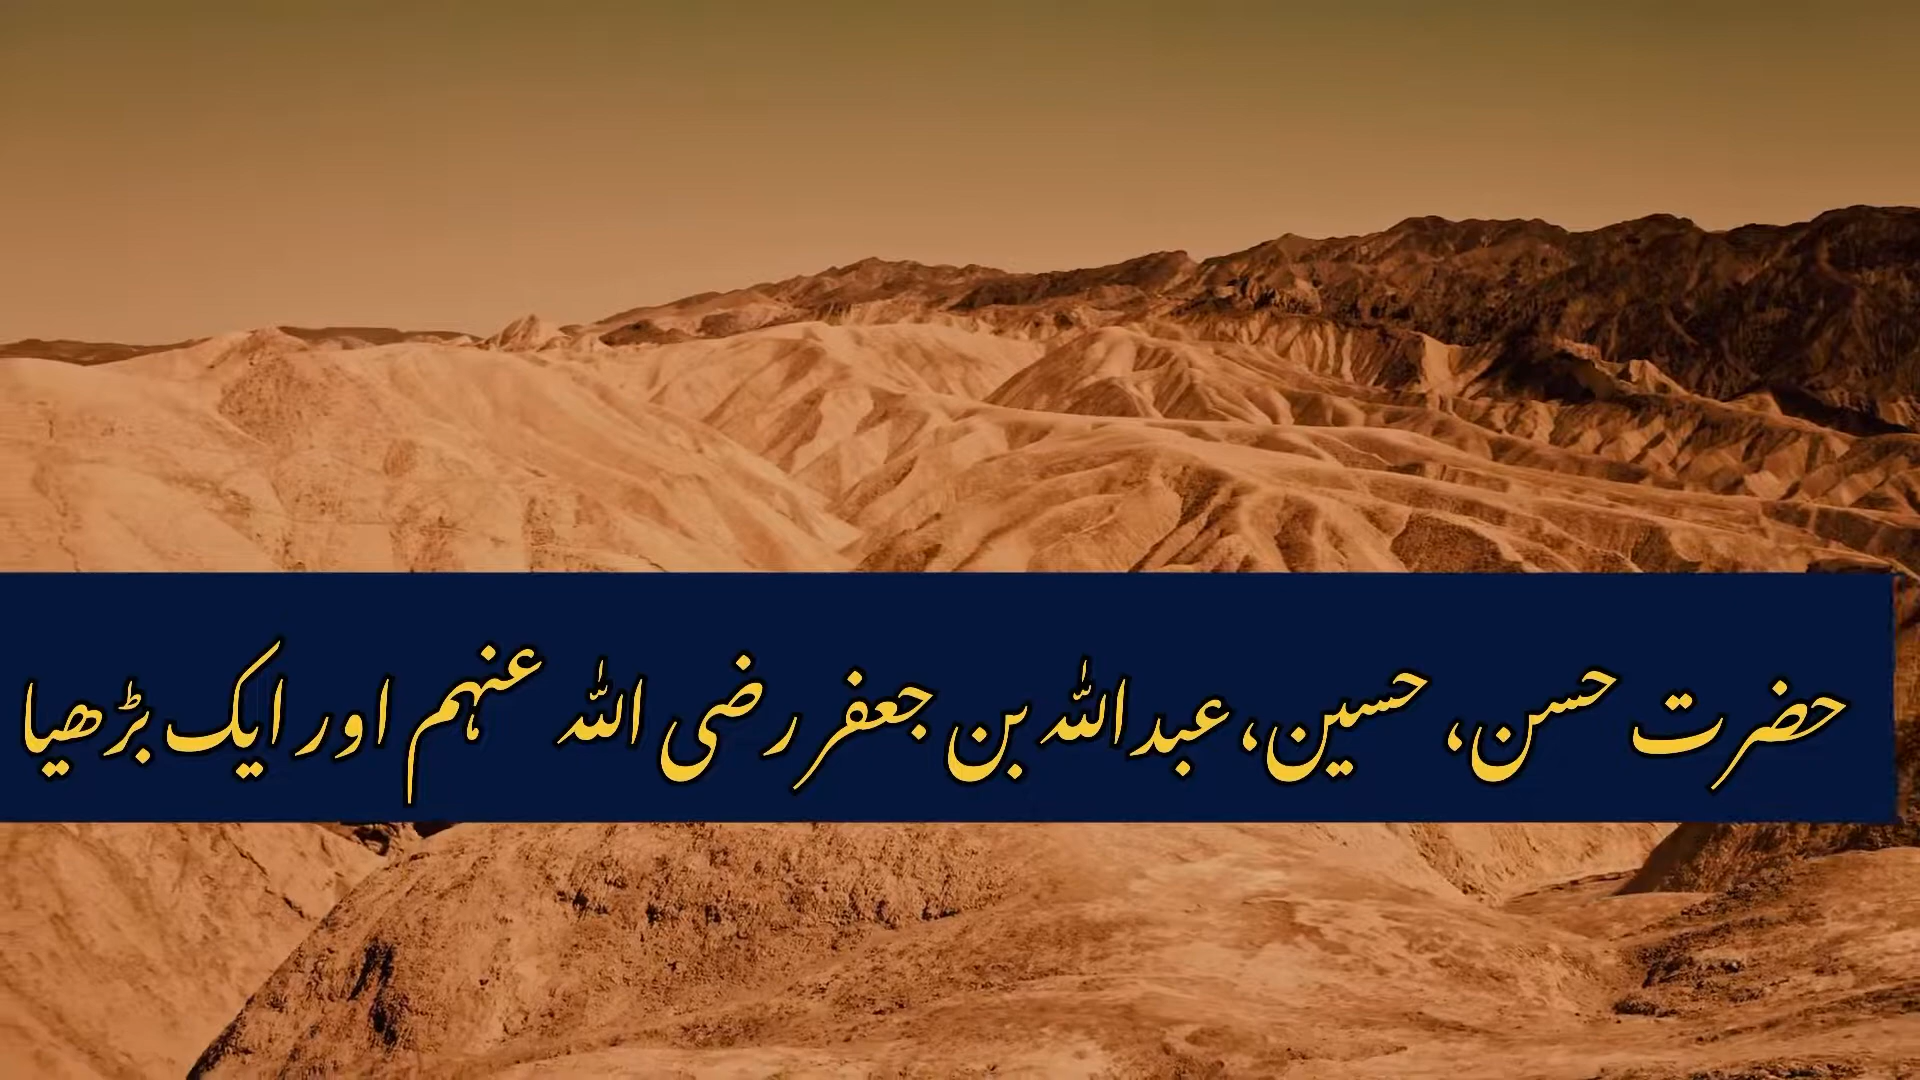 حضرت حسن، حسین، عبداللہ بن جعفر رضی اللہ عنہم اور ایک بڑھیا